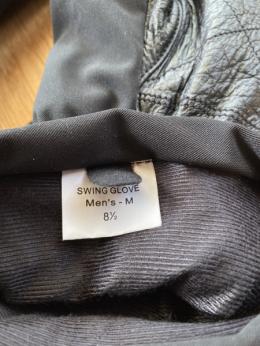 SWING GLOVE
Men's - M
8½